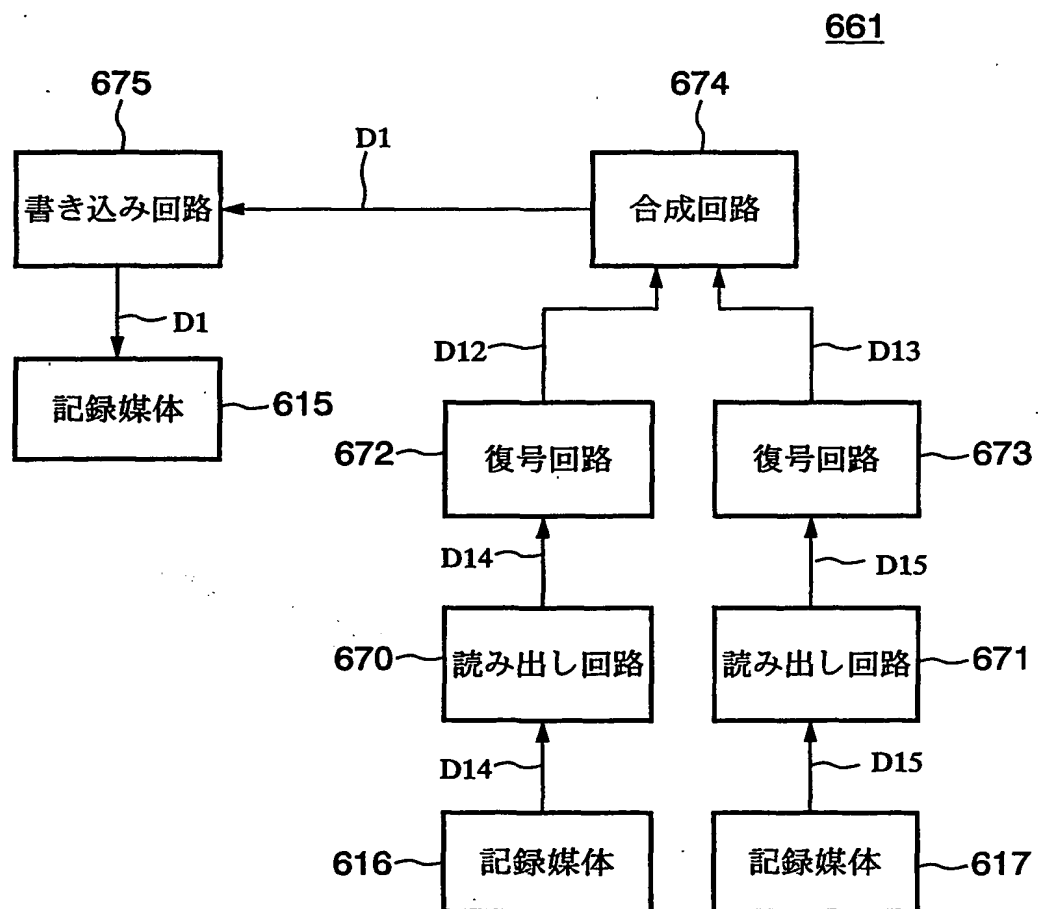 661
675
674
D1
書き込み回路
合成回路
D1
D12
D13
記録媒体
615
672
復号回路
復号回路
673
D14
D15
670
読み出し回路
読み出し回路
671
D14
D15
616
記録媒体
記録媒体
617